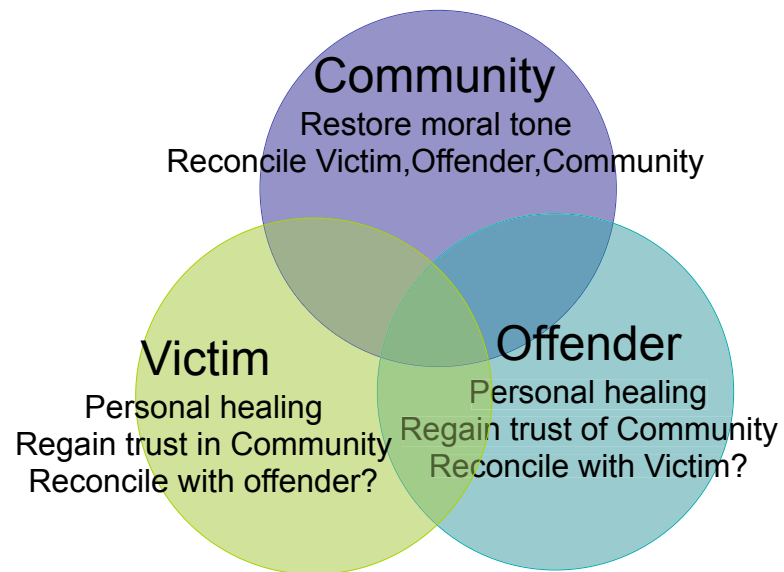 Community
Restore moral tone
Reconcile Victim,Offender,Community
Victim
Personal healing
Regain trust in Community
Reconcile with offender?
Offender
Personal healing
Regain trust of Community
Reconcile with Victim?